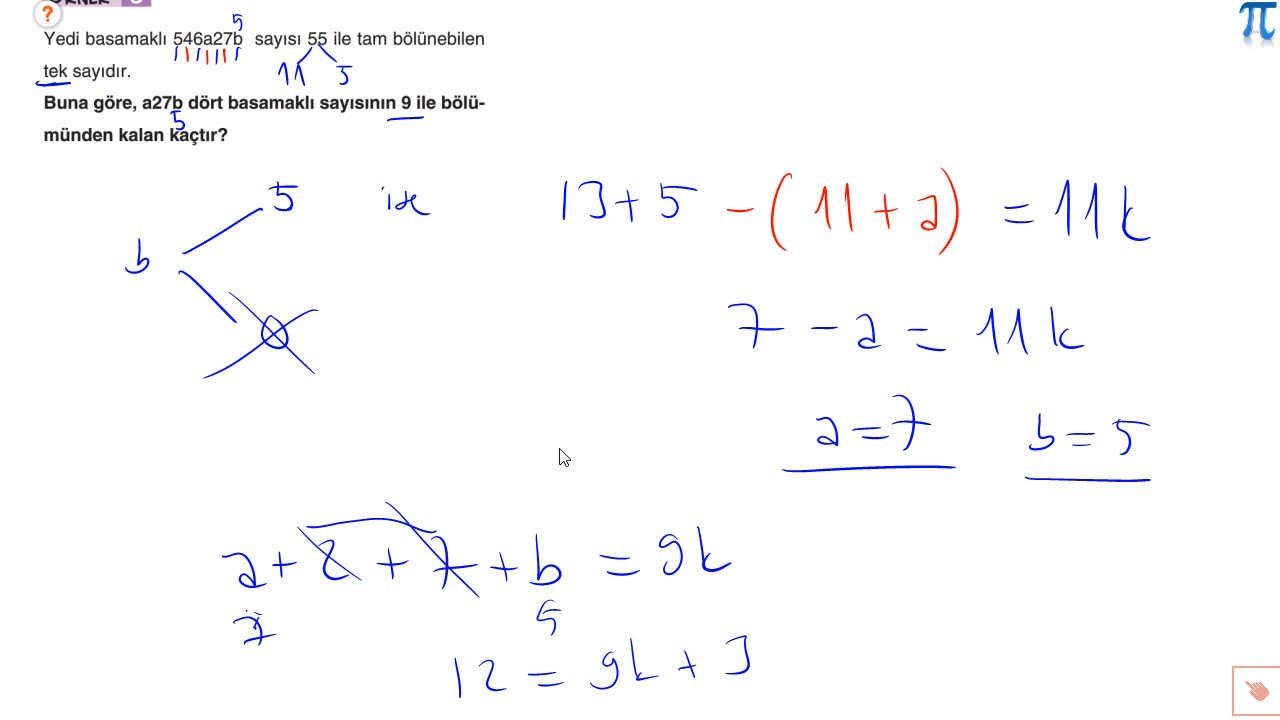 ?
5
Yedi basamaklı 546a27b sayısı 55 ile tam bölünebilen
tek sayıdır.
11 5
Buna göre, a27b dört basamaklı sayısının 9 ile bölü-
5
münden kalan kaçtır?
b
5 ise
0
13+5 -(11+a) = 11k
7 - a = 11k
a=7 b=5
a+2+7+b = 9k
7 5
12 = 9k + 3
π